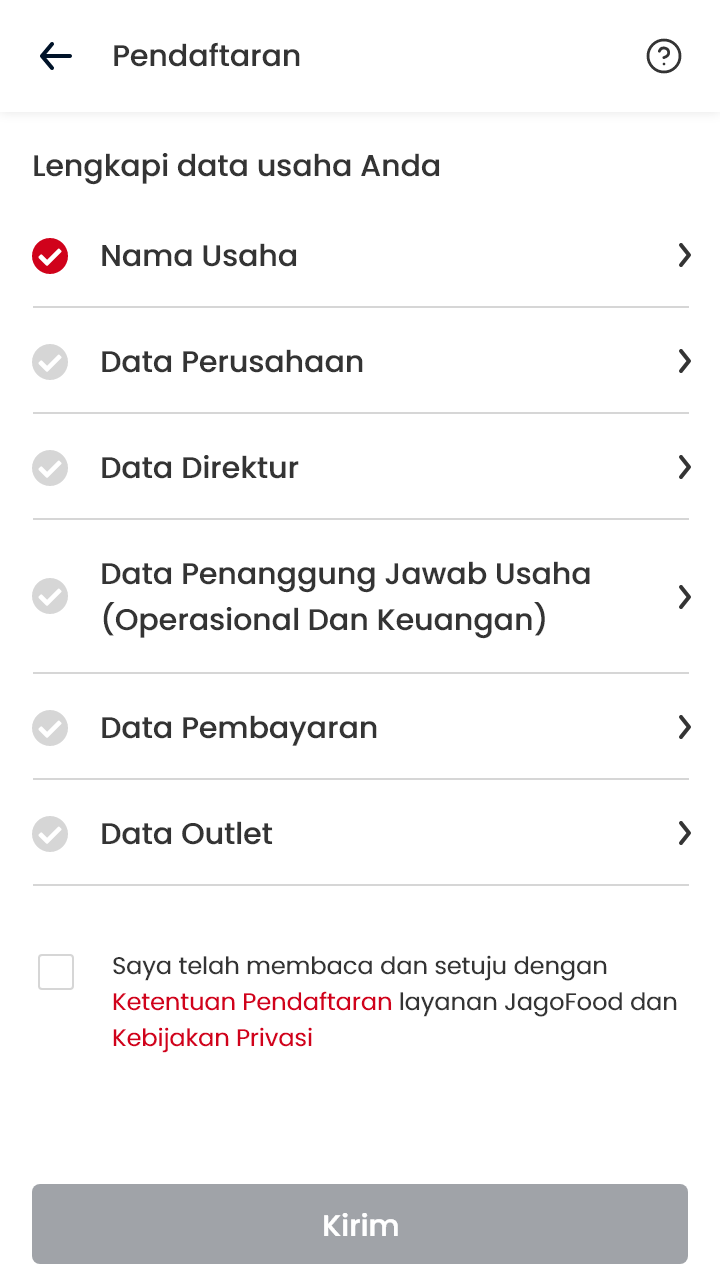 Pendaftaran
Lengkapi data usaha Anda
Nama Usaha
Data Perusahaan
Data Direktur
Data Penanggung Jawab Usaha
(Operasional Dan Keuangan)
Data Pembayaran
Data Outlet
Saya telah membaca dan setuju dengan
Ketentuan Pendaftaran layanan JagoFood dan
Kebijakan Privasi
Kirim